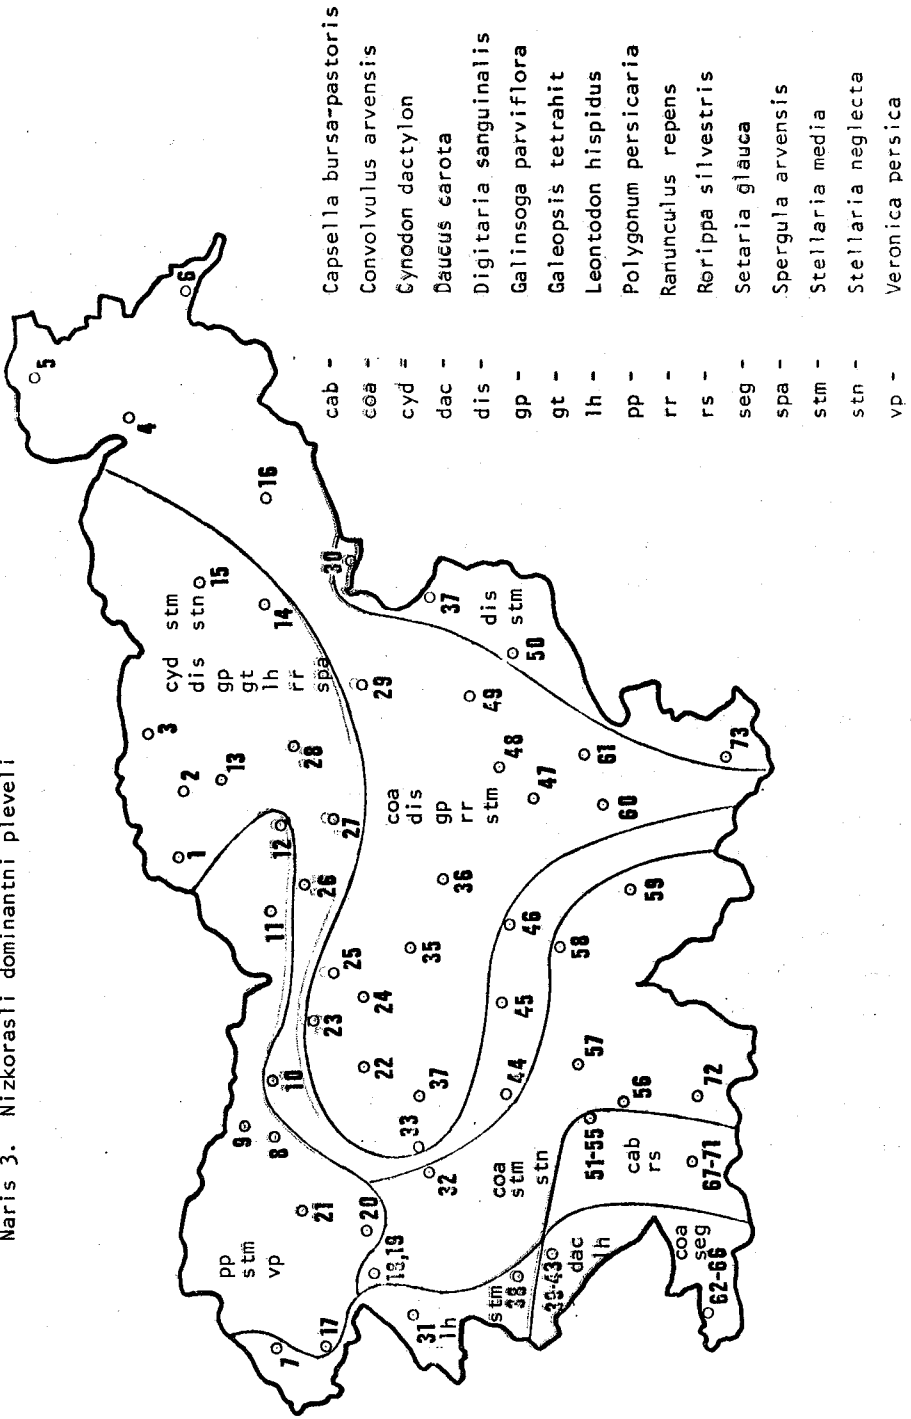 Naris 3. Nizkorasli dominantni pleveli
5
6
4
16
15
stm
stn
14
30
37
dis
stm
50
3
cyd
dis
gp
gt
lh
rr
spa
29
49
2
13
28
48
61
73
1
12
27
coa
dis
gp
rr
stm
47
60
11
26
36
59
25
35
46
58
23
24
45
10
22
37
44
57
9
8
33
56
72
21
20
32
coa
stm
stn
51-55
cab
rs
67-71
pp
stm
vp
18,19
38
39-43
dac
lh
coa
seg
7
17
31
lh
stm
62-66
cab - Capsella bursa-pastoris
coa = Convolvulus arvensis
cyd = Cynodon dactylon
dac - Daucus carota
dis - Digitaria sanguinalis
gp - Galinsoga parviflora
gt - Galeopsis tetrahit
lh - Leontodon hispidus
pp - Polygonum persicaria
rr - Ranunculus repens
rs - Rorippa silvestris
seg - Setaria glauca
spa - Spergula arvensis
stm - Stellaria media
stn - Stellaria neglecta
vp - Veronica persica